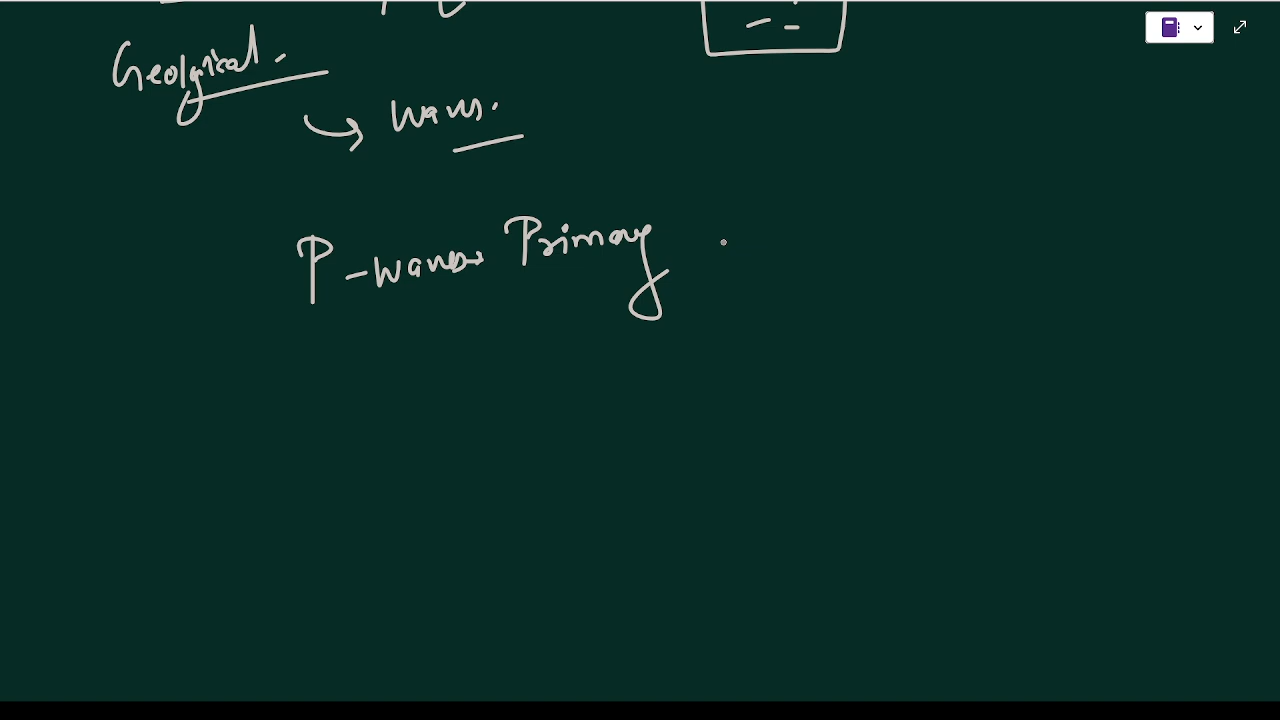 Geological.
→ waves.
P-waves→ Primary